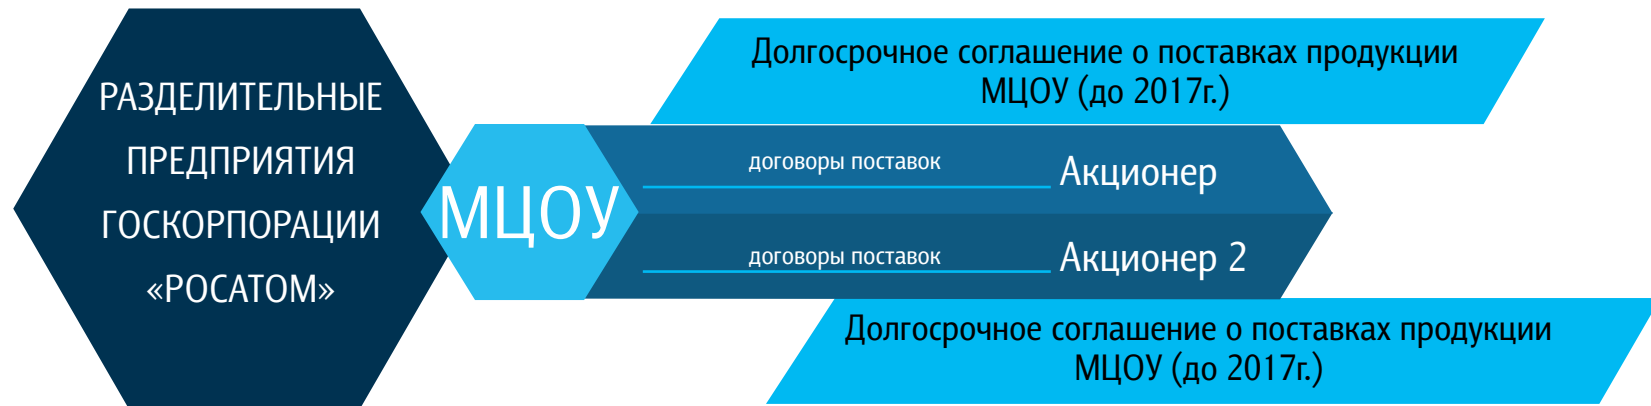 РАЗДЕЛИТЕЛЬНЫЕ
ПРЕДПРИЯТИЯ
ГОСКОРПОРАЦИИ
«РОСАТОМ»
МЦОУ
Долгосрочное соглашение о поставках продукции
МЦОУ (до 2017г.)
договоры поставок Акционер
договоры поставок Акционер 2
Долгосрочное соглашение о поставках продукции
МЦОУ (до 2017г.)